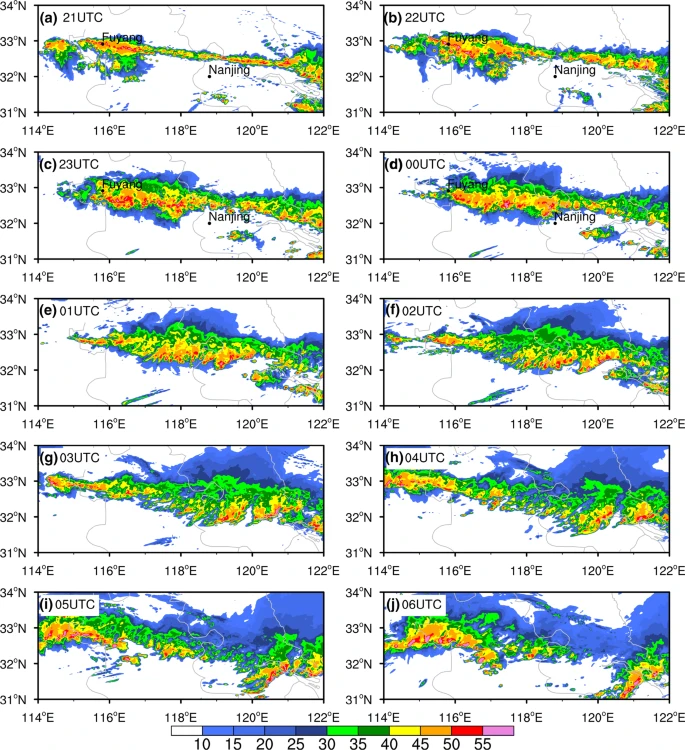 34°N (a) 21UTC 34°N (b) 22UTC
33°N Fuyang 33°N Fuyang
32°N Nanjing 32°N Nanjing
31°N 31°N
114°E 116°E 118°E 120°E 122°E 114°E 116°E 118°E 120°E 122°E
34°N (c) 23UTC 34°N (d) 00UTC
33°N Fuyang 33°N Fuyang
32°N Nanjing 32°N Nanjing
31°N 31°N
114°E 116°E 118°E 120°E 122°E 114°E 116°E 118°E 120°E 122°E
34°N (e) 01UTC 34°N (f) 02UTC
33°N 33°N
32°N 32°N
31°N 31°N
114°E 116°E 118°E 120°E 122°E 114°E 116°E 118°E 120°E 122°E
34°N (g) 03UTC 34°N (h) 04UTC
33°N 33°N
32°N 32°N
31°N 31°N
114°E 116°E 118°E 120°E 122°E 114°E 116°E 118°E 120°E 122°E
34°N (i) 05UTC 34°N (j) 06UTC
33°N 33°N
32°N 32°N
31°N 31°N
114°E 116°E 118°E 120°E 122°E 114°E 116°E 118°E 120°E 122°E
10 15 20 25 30 35 40 45 50 55